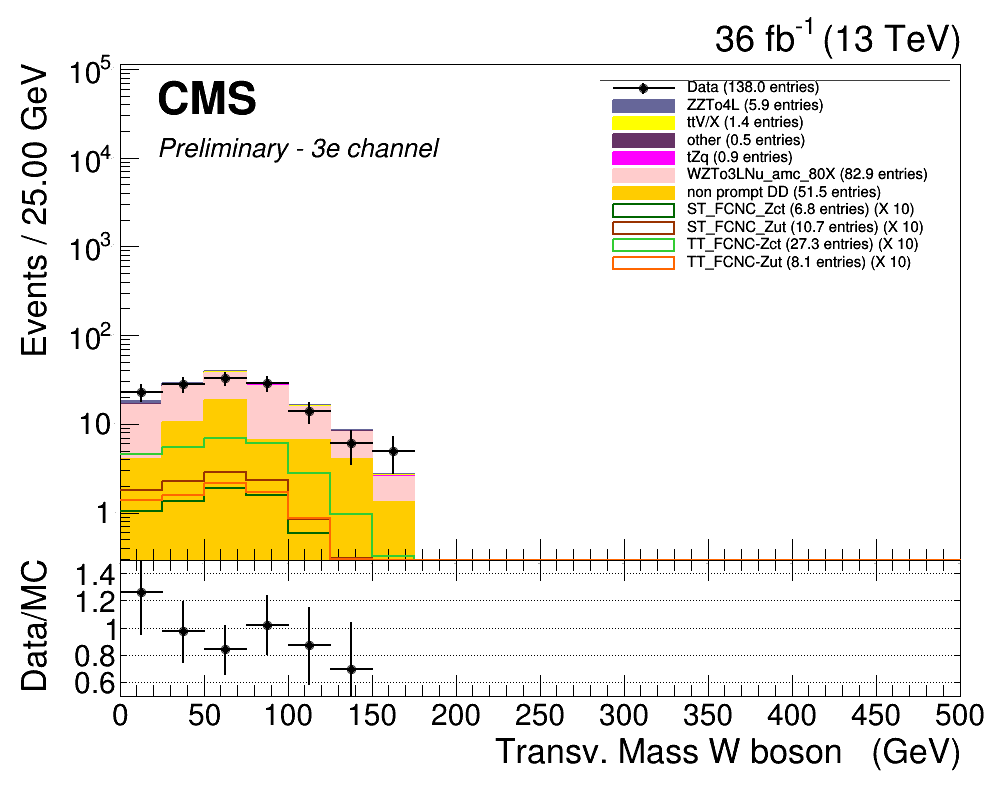 36 fb-1 (13 TeV)
CMS
Preliminary - 3e channel
Data (138.0 entries)
ZZTo4L (5.9 entries)
ttV/X (1.4 entries)
other (0.5 entries)
tZq (0.9 entries)
WZTo3LNu_amc_80X (82.9 entries)
non prompt DD (51.5 entries)
ST_FCNC_Zct (6.8 entries) (X 10)
ST_FCNC_Zut (10.7 entries) (X 10)
TT_FCNC-Zct (27.3 entries) (X 10)
TT_FCNC-Zut (8.1 entries) (X 10)
Events / 25.00 GeV
10^5
10^4
10^3
10^2
10
1
Data/MC
1.4
1.2
1
0.8
0.6
0 50 100 150 200 250 300 350 400 450 500
Transv. Mass W boson (GeV)